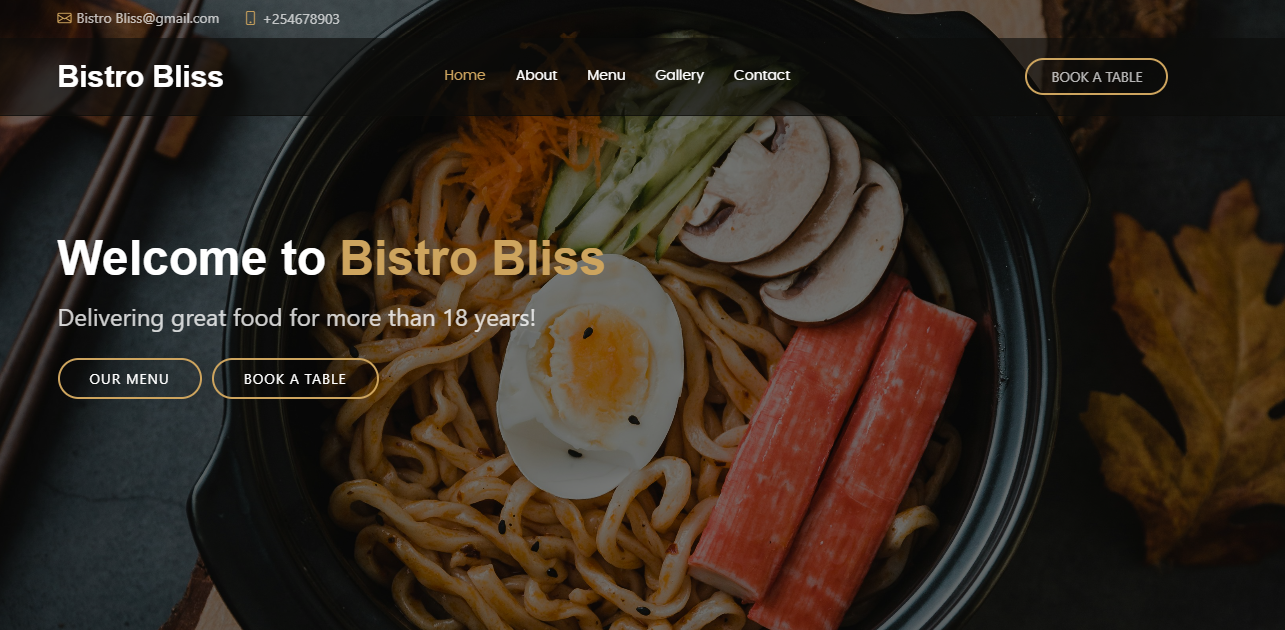 Bistro Bliss@gmail.com +254678903
Bistro Bliss Home About Menu Gallery Contact BOOK A TABLE
Welcome to Bistro Bliss
Delivering great food for more than 18 years!
OUR MENU BOOK A TABLE